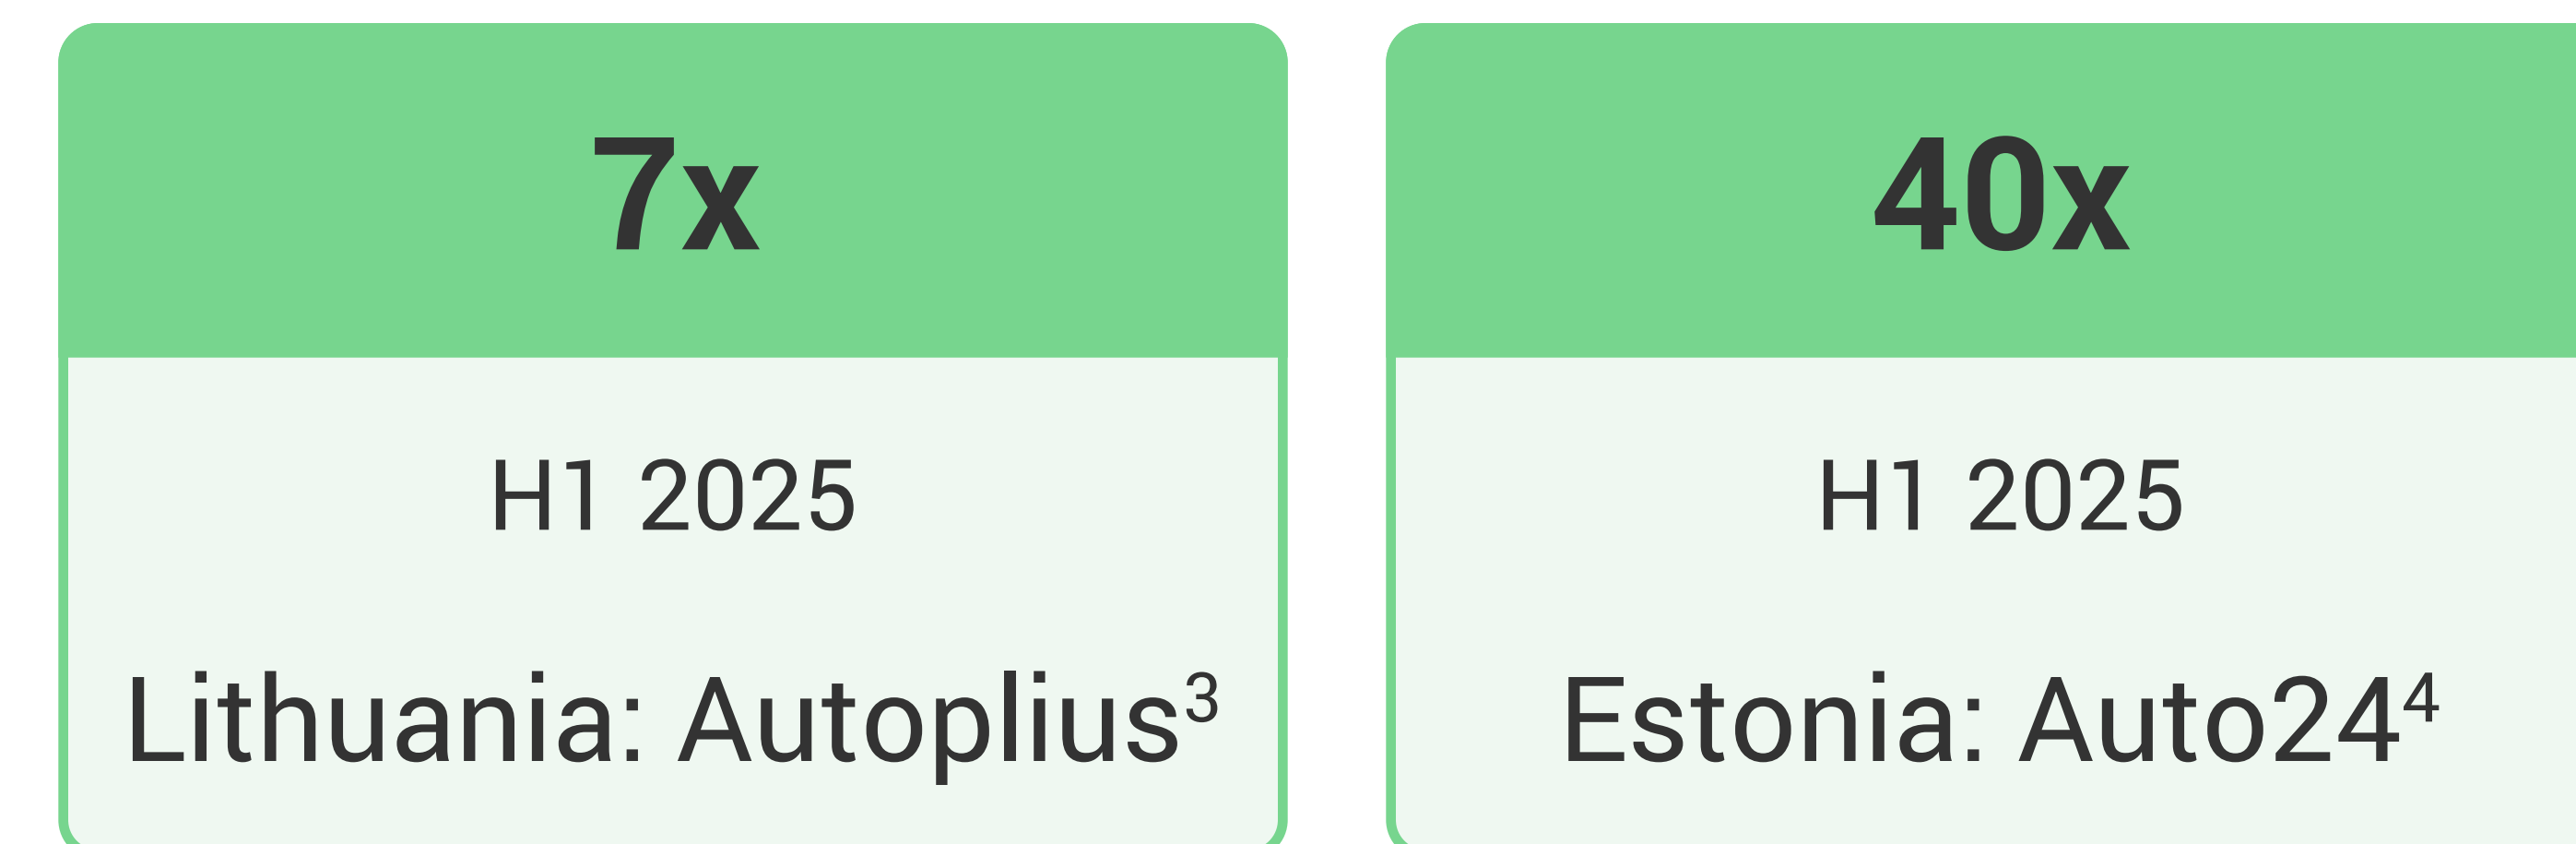 7x
H1 2025
Lithuania: Autoplius³
40x
H1 2025
Estonia: Auto24⁴